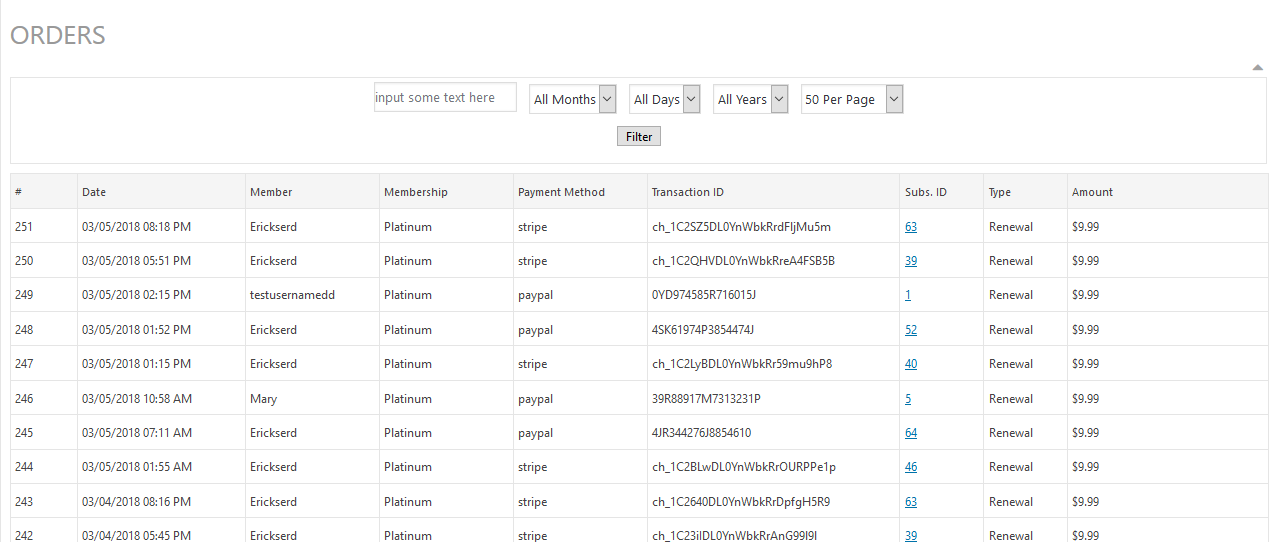 ORDERS
input some text here All Months All Days All Years 50 Per Page
Filter
# Date Member Membership Payment Method Transaction ID Subs. ID Type Amount
251 03/05/2018 08:18 PM Erickserd Platinum stripe ch_1C2SZ5DL0YnWbkRrdFIjMu5m 63 Renewal $9.99
250 03/05/2018 05:51 PM Erickserd Platinum stripe ch_1C2QHVDL0YnWbkRreA4FSB5B 39 Renewal $9.99
249 03/05/2018 02:15 PM testusernamedd Platinum paypal 0YD974585R716015J 1 Renewal $9.99
248 03/05/2018 01:52 PM Erickserd Platinum paypal 4SK61974P3854474J 52 Renewal $9.99
247 03/05/2018 01:15 PM Erickserd Platinum stripe ch_1C2LyBDL0YnWbkRr59mu9hP8 40 Renewal $9.99
246 03/05/2018 10:58 AM Mary Platinum paypal 39R88917M7313231P 5 Renewal $9.99
245 03/05/2018 07:11 AM Erickserd Platinum paypal 4JR344276J8854610 64 Renewal $9.99
244 03/05/2018 01:55 AM Erickserd Platinum stripe ch_1C2BLwDL0YnWbkRrOURPPe1p 46 Renewal $9.99
243 03/04/2018 08:16 PM Erickserd Platinum stripe ch_1C2640DL0YnWbkRrDpfgH5R9 63 Renewal $9.99
242 03/04/2018 05:45 PM Erickserd Platinum stripe ch_1C23iIDL0YnWbkRrAnG99I9I 39 Renewal $9.99